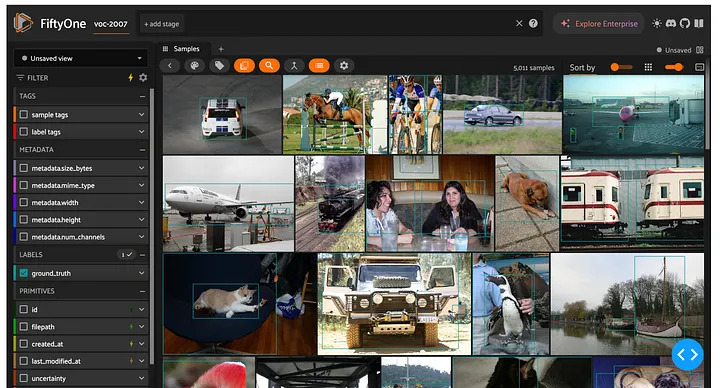 FiftyOne
voc-2007
+ add stage
Explore Enterprise
Unsaved view
Samples
+
Unsaved
FILTER
5,011 samples
Sort by
TAGS
sample tags
label tags
METADATA
metadata.size_bytes
metadata.mime_type
metadata.width
metadata.height
metadata.num_channels
LABELS
1
ground_truth
PRIMITIVES
id
filepath
created_at
last_modified_at
uncertainty